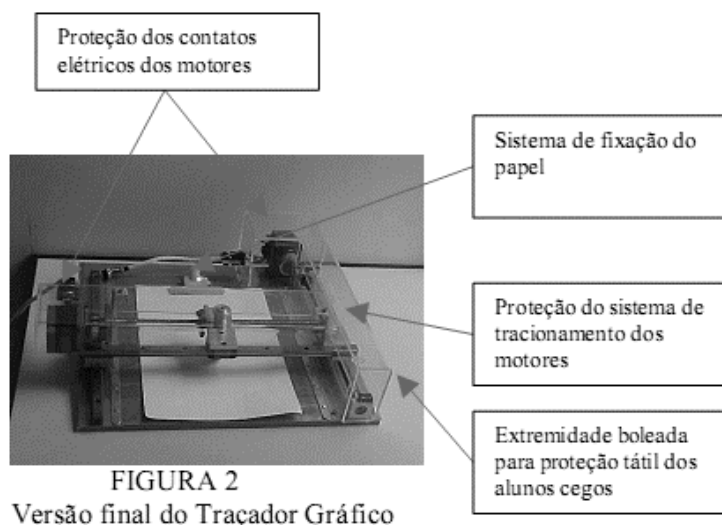 Proteção dos contatos
elétricos dos motores
Sistema de fixação do
papel
Proteção do sistema de
tracionamento dos
motores
Extremidade boleada
para proteção tátil dos
alunos cegos
FIGURA 2
Versão final do Traçador Gráfico